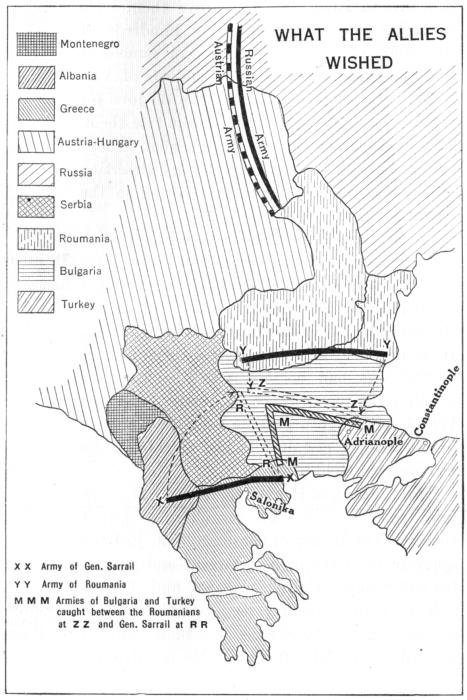 WHAT THE ALLIES
WISHED
Montenegro
Albania
Greece
Austria-Hungary
Russia
Serbia
Roumania
Bulgaria
Turkey
Austrian Army
Russian Army
Y
Y
Y Z
Z
R
M
M
R
M
X
X
Adrianople
Constantinople
Salonika
X X Army of Gen. Sarrail
Y Y Army of Roumania
M M M Armies of Bulgaria and Turkey
caught between the Roumanians
at Z Z and Gen. Sarrail at R R